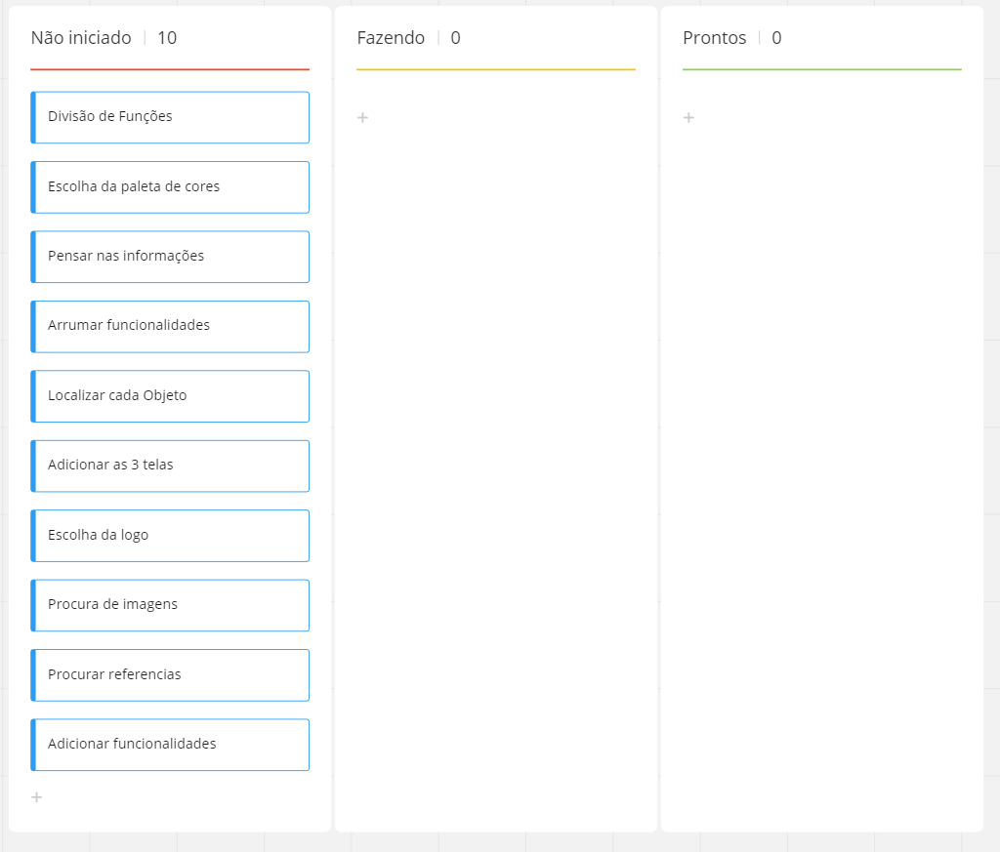 Não iniciado | 10
Divisão de Funções
Escolha da paleta de cores
Pensar nas informações
Arrumar funcionalidades
Localizar cada Objeto
Adicionar as 3 telas
Escolha da logo
Procura de imagens
Procurar referencias
Adicionar funcionalidades
+
Fazendo | 0
+
Prontos | 0
+